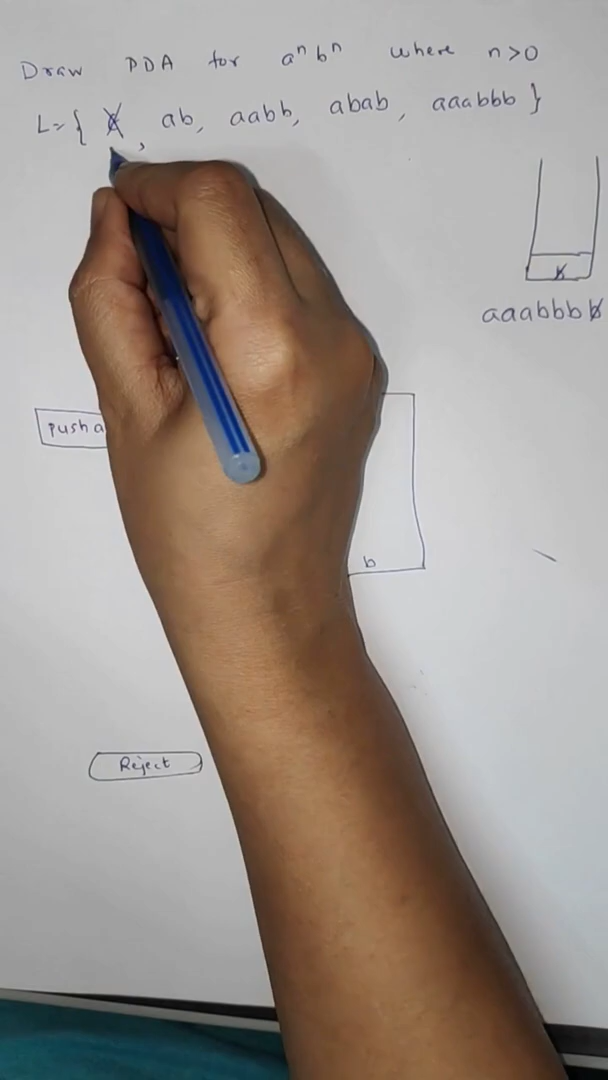 Draw PDA for aⁿbⁿ where n>0
L={ , ab, aabb, abab, aaabbb }
aaabbb
push a
b
Reject